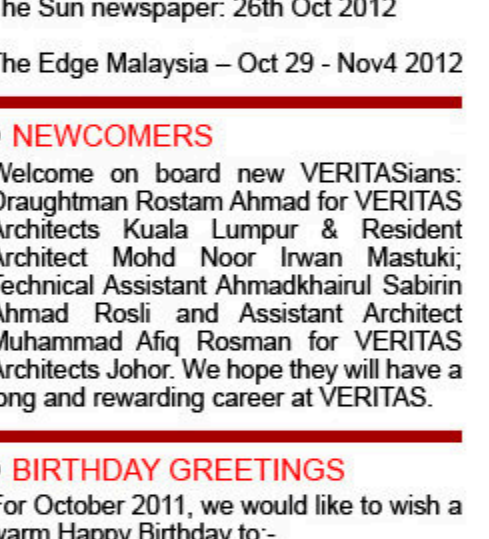 he Sun newspaper: 26th Oct 2012
The Edge Malaysia – Oct 29 - Nov4 2012
NEWCOMERS
Welcome on board new VERITASians:
Draughtman Rostam Ahmad for VERITAS
Architects Kuala Lumpur & Resident
Architect Mohd Noor Irwan Mastuki;
Technical Assistant Ahmadkhairul Sabirin
Ahmad Rosli and Assistant Architect
Muhammad Afiq Rosman for VERITAS
Architects Johor. We hope they will have a
ong and rewarding career at VERITAS.
BIRTHDAY GREETINGS
For October 2011, we would like to wish a
warm Happy Birthday to:-